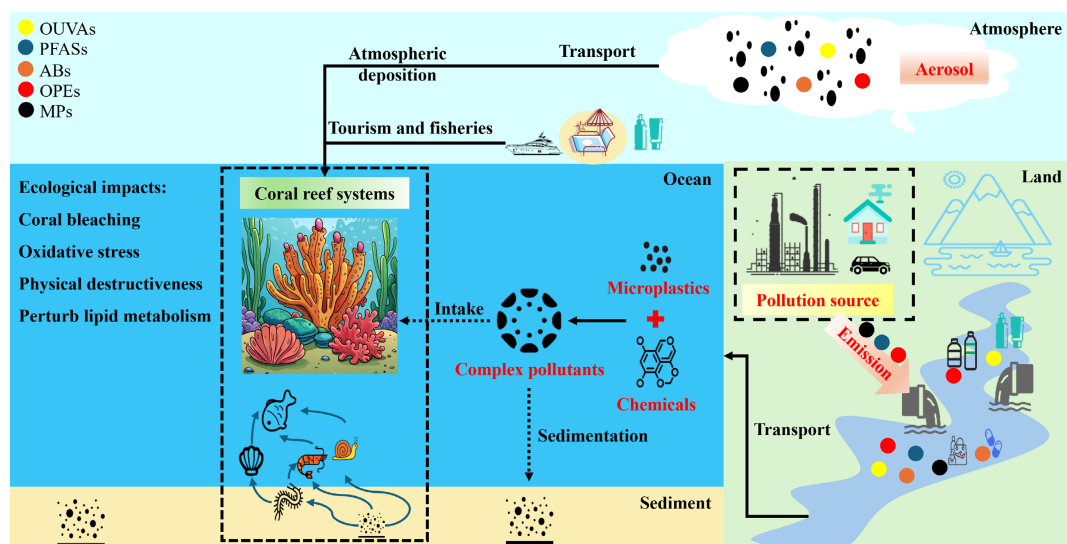 OUVAs
PFASs
ABs
OPEs
MPs
Atmospheric
deposition
Transport
Atmosphere
Aerosol
Tourism and fisheries
Ecological impacts:
Coral bleaching
Oxidative stress
Physical destructiveness
Perturb lipid metabolism
Coral reef systems
Ocean
Microplastics
Intake
Complex pollutants
Chemicals
Sedimentation
Sediment
Land
Pollution source
Emission
Transport